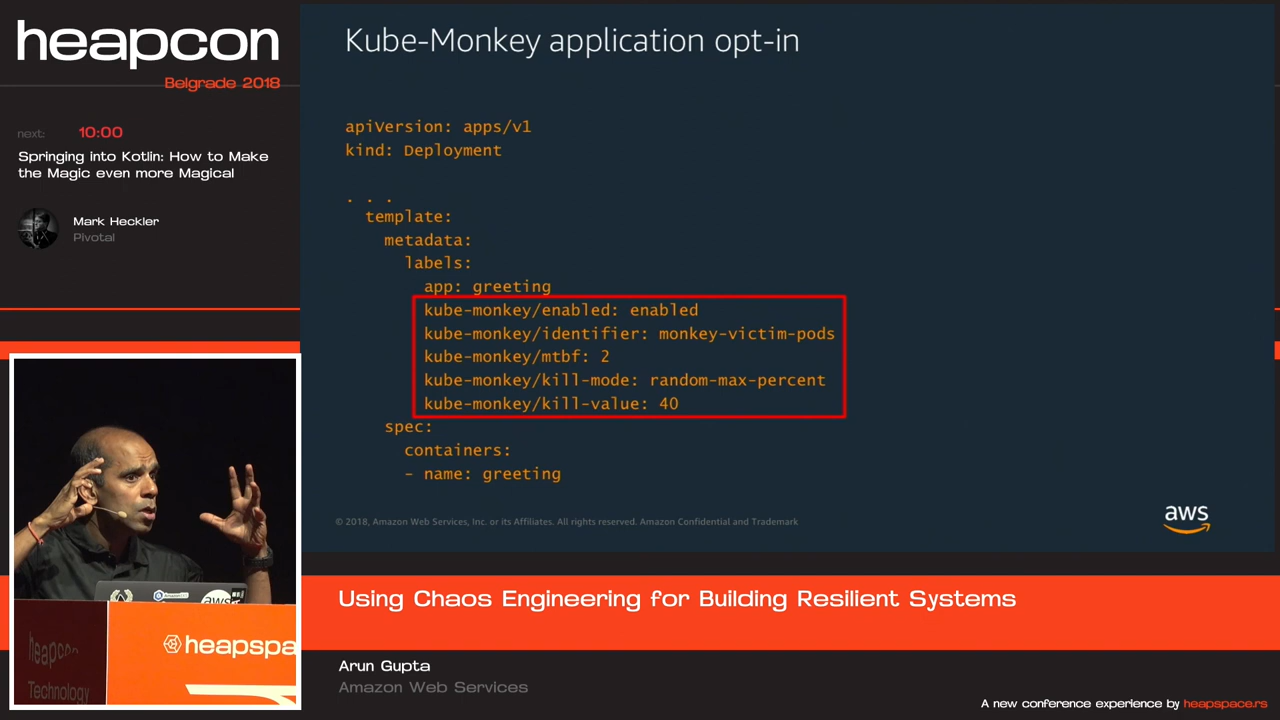 heapcon
Belgrade 2018
next: 10:00
Springing into Kotlin: How to Make
the Magic even more Magical
Mark Heckler
Pivotal
Kube-Monkey application opt-in
apiVersion: apps/v1
kind: Deployment
. . .
template:
metadata:
labels:
app: greeting
kube-monkey/enabled: enabled
kube-monkey/identifier: monkey-victim-pods
kube-monkey/mtbf: 2
kube-monkey/kill-mode: random-max-percent
kube-monkey/kill-value: 40
spec:
containers:
- name: greeting
© 2018, Amazon Web Services, Inc. or its Affiliates. All rights reserved. Amazon Confidential and Trademark
aws
aws
heapcon
Technology
heapspa
Using Chaos Engineering for Building Resilient Systems
Arun Gupta
Amazon Web Services
A new conference experience by heapspace.rs